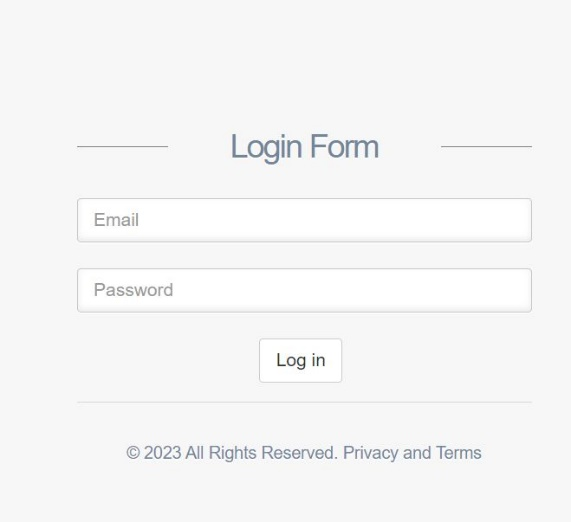 Login Form
Email
Password
Log in
© 2023 All Rights Reserved. Privacy and Terms